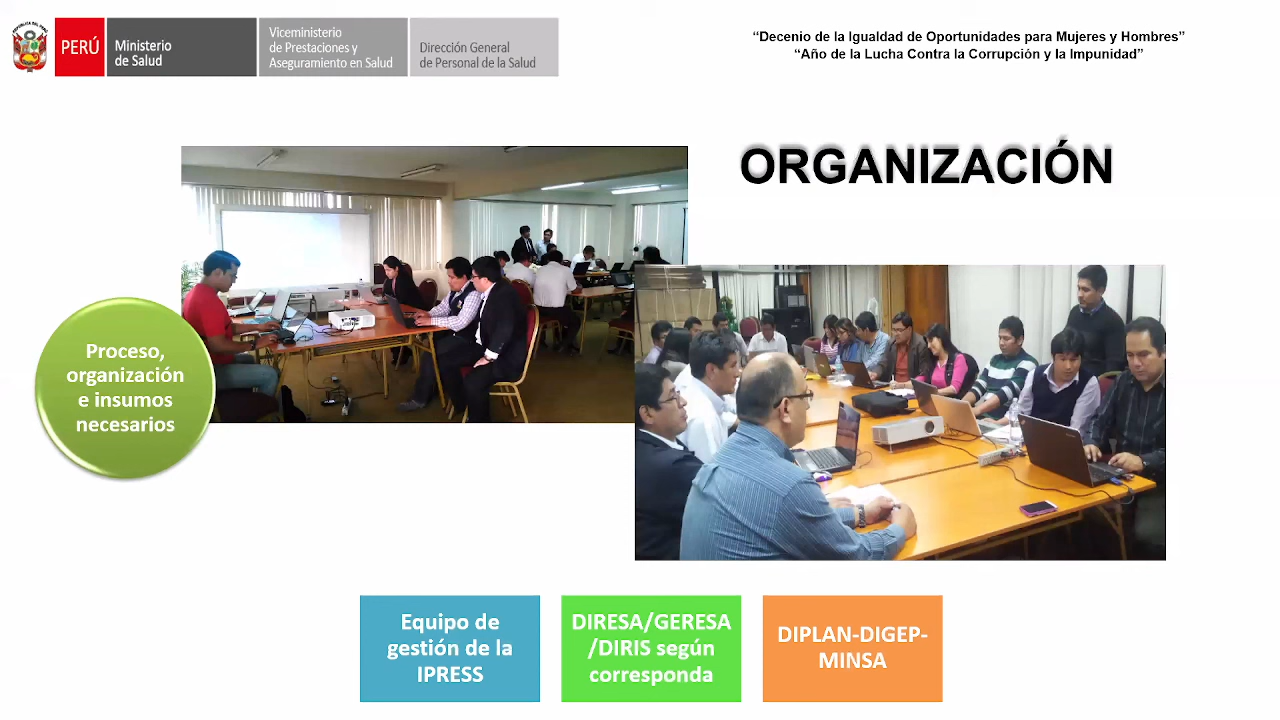 PERÚ
Ministerio
de Salud
Viceministerio
de Prestaciones y
Aseguramiento en Salud
Dirección General
de Personal de la Salud
“Decenio de la Igualdad de Oportunidades para Mujeres y Hombres”
“Año de la Lucha Contra la Corrupción y la Impunidad”
ORGANIZACIÓN
Proceso,
organización
e insumos
necesarios
Equipo de
gestión de la
IPRESS
DIRESA/GERESA
/DIRIS según
corresponda
DIPLAN-DIGEP-
MINSA